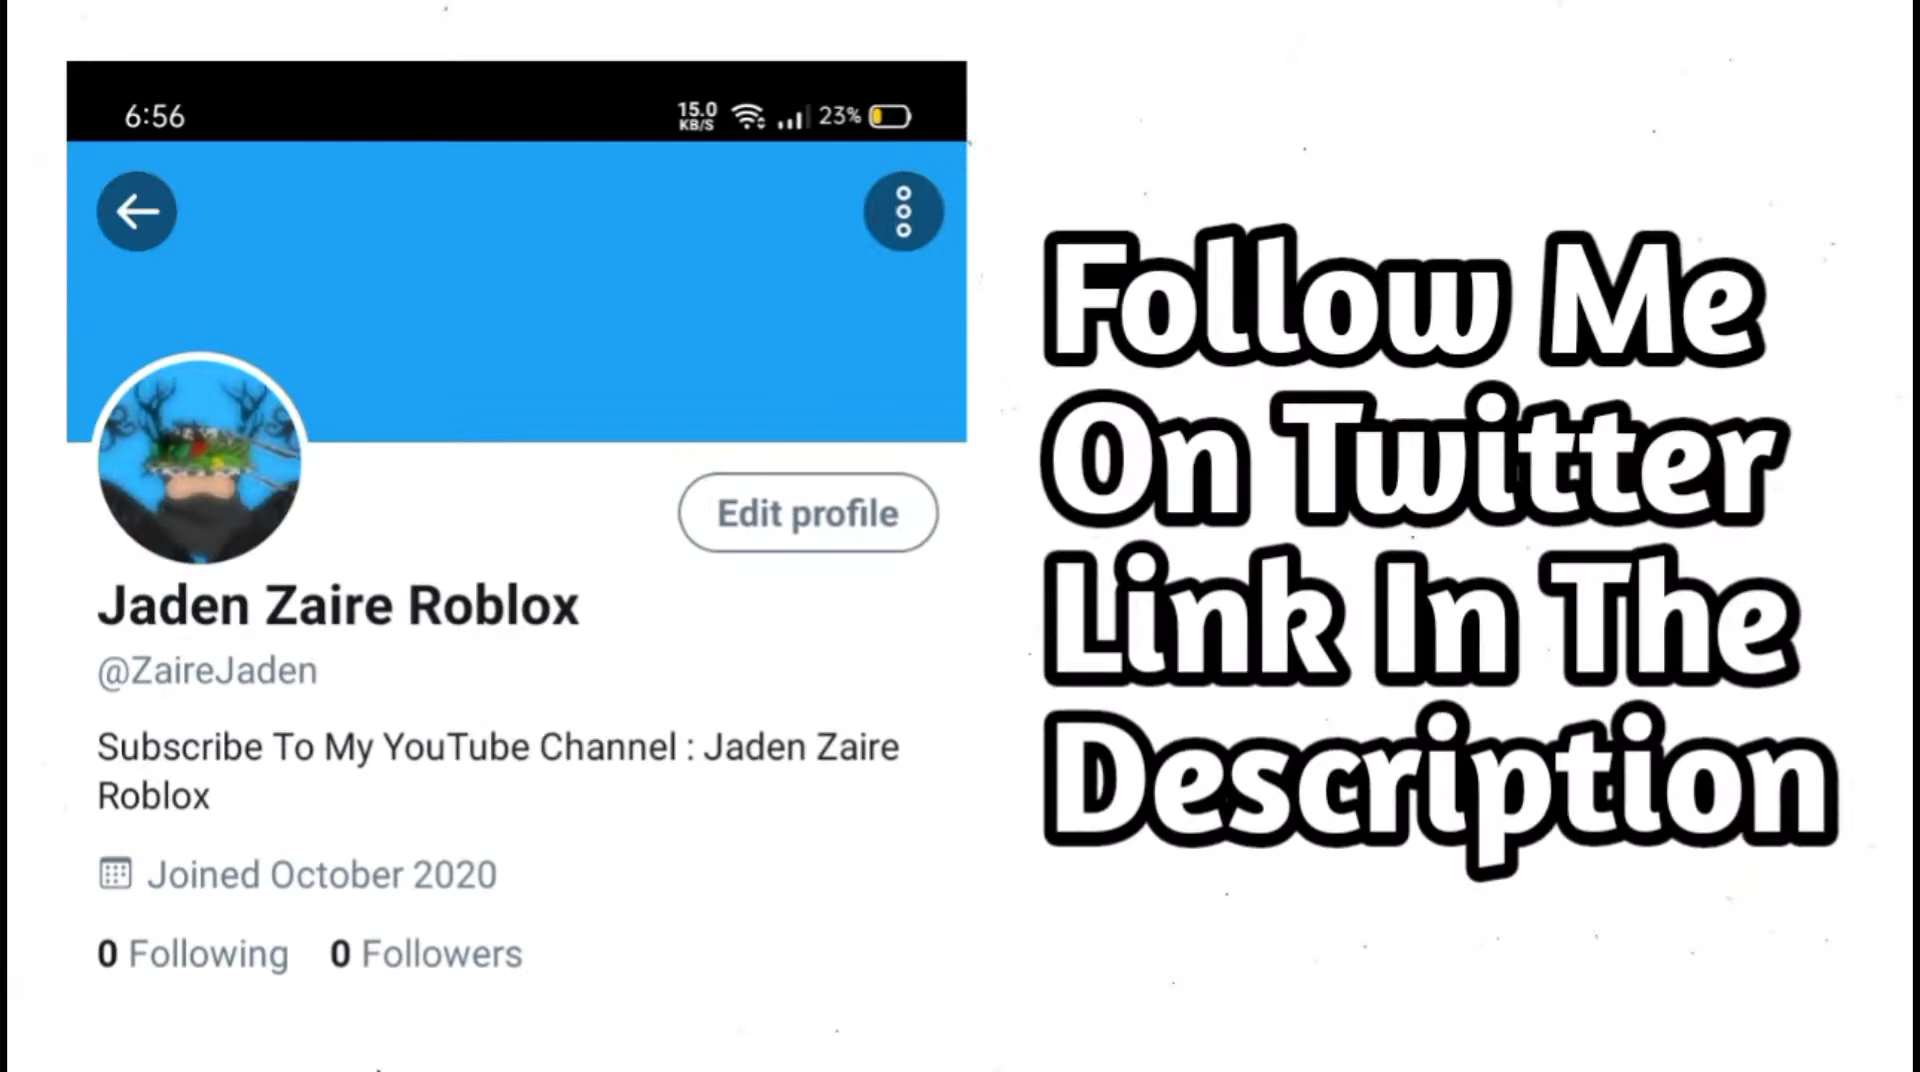 6:56
15.0
KB/S
23%
Edit profile
Jaden Zaire Roblox
@ZaireJaden
Subscribe To My YouTube Channel : Jaden Zaire
Roblox
Joined October 2020
0 Following 0 Followers
Follow Me
On Twitter
Link In The
Description